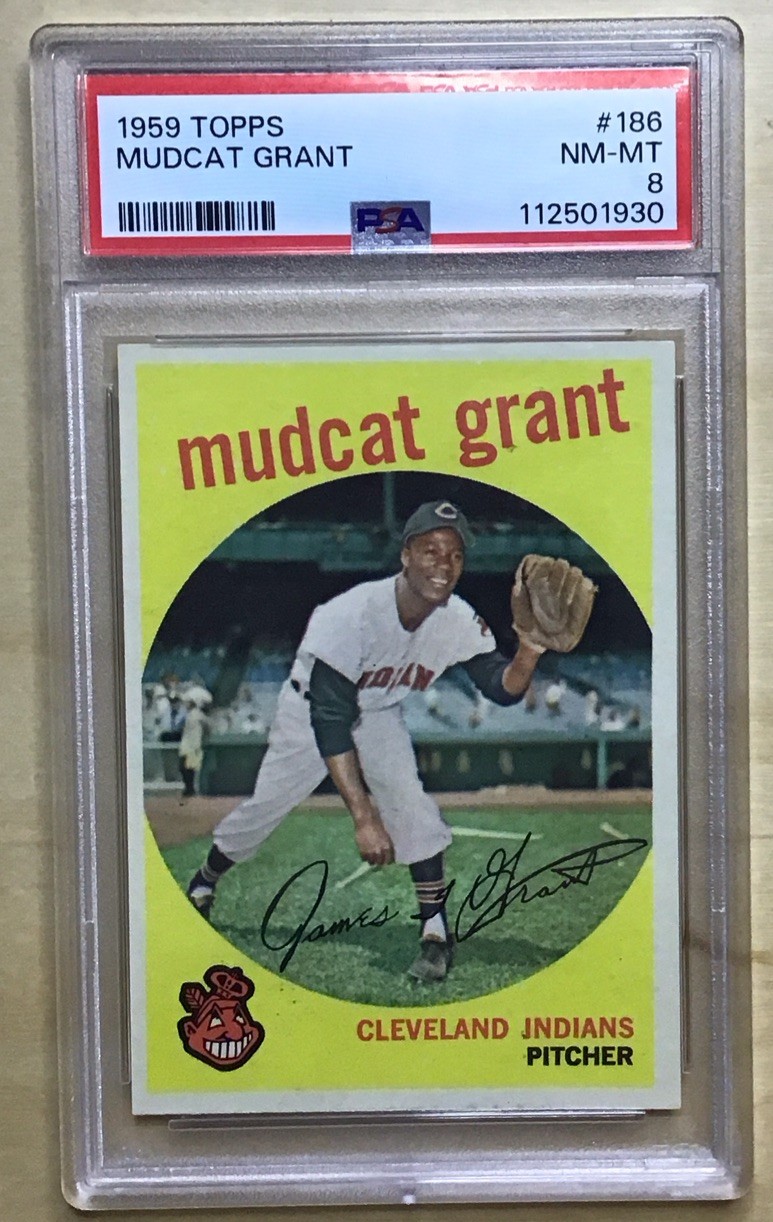 1959 TOPPS #186
MUDCAT GRANT NM-MT
8
PSA 112501930
mudcat grant
C
INDIAN
James T Grant
CLEVELAND INDIANS
PITCHER